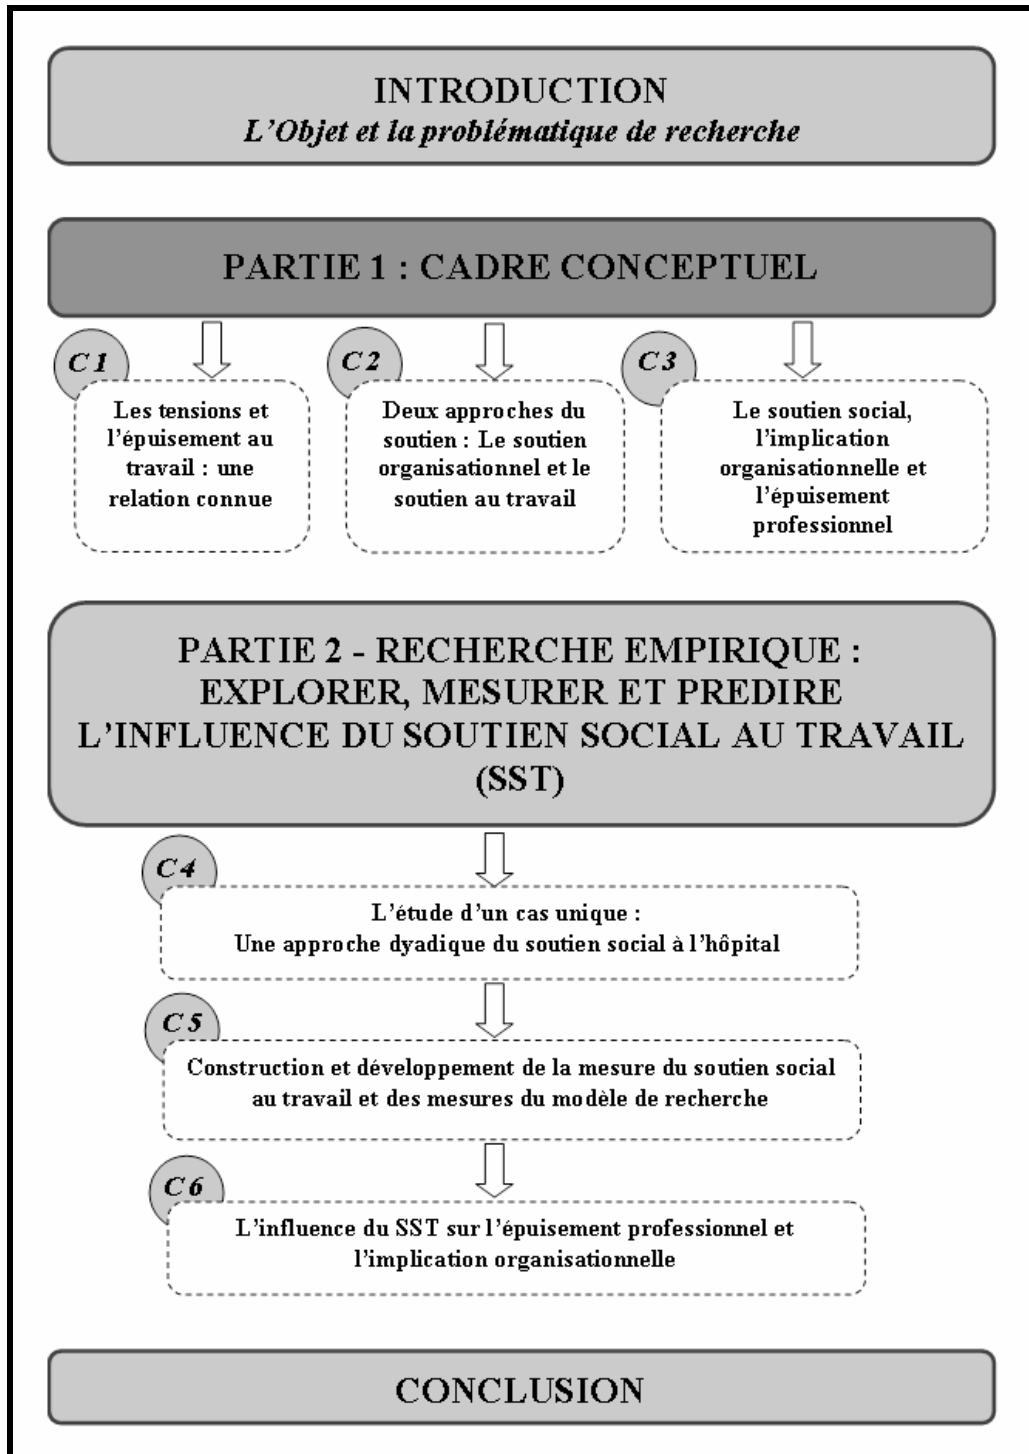 INTRODUCTION
L'Objet et la problématique de recherche
PARTIE 1 : CADRE CONCEPTUEL
C1
Les tensions et
l'épuisement au
travail : une
relation connue
C2
Deux approches du
soutien : Le soutien
organisationnel et le
soutien au travail
C3
Le soutien social,
l'implication
organisationnelle et
l'épuisement
professionnel
PARTIE 2 - RECHERCHE EMPIRIQUE :
EXPLORER, MESURER ET PREDIRE
L'INFLUENCE DU SOUTIEN SOCIAL AU TRAVAIL
(SST)
C4
L'étude d'un cas unique :
Une approche dyadique du soutien social à l'hôpital
C5
Construction et développement de la mesure du soutien social
au travail et des mesures du modèle de recherche
C6
L'influence du SST sur l'épuisement professionnel et
l'implication organisationnelle
CONCLUSION